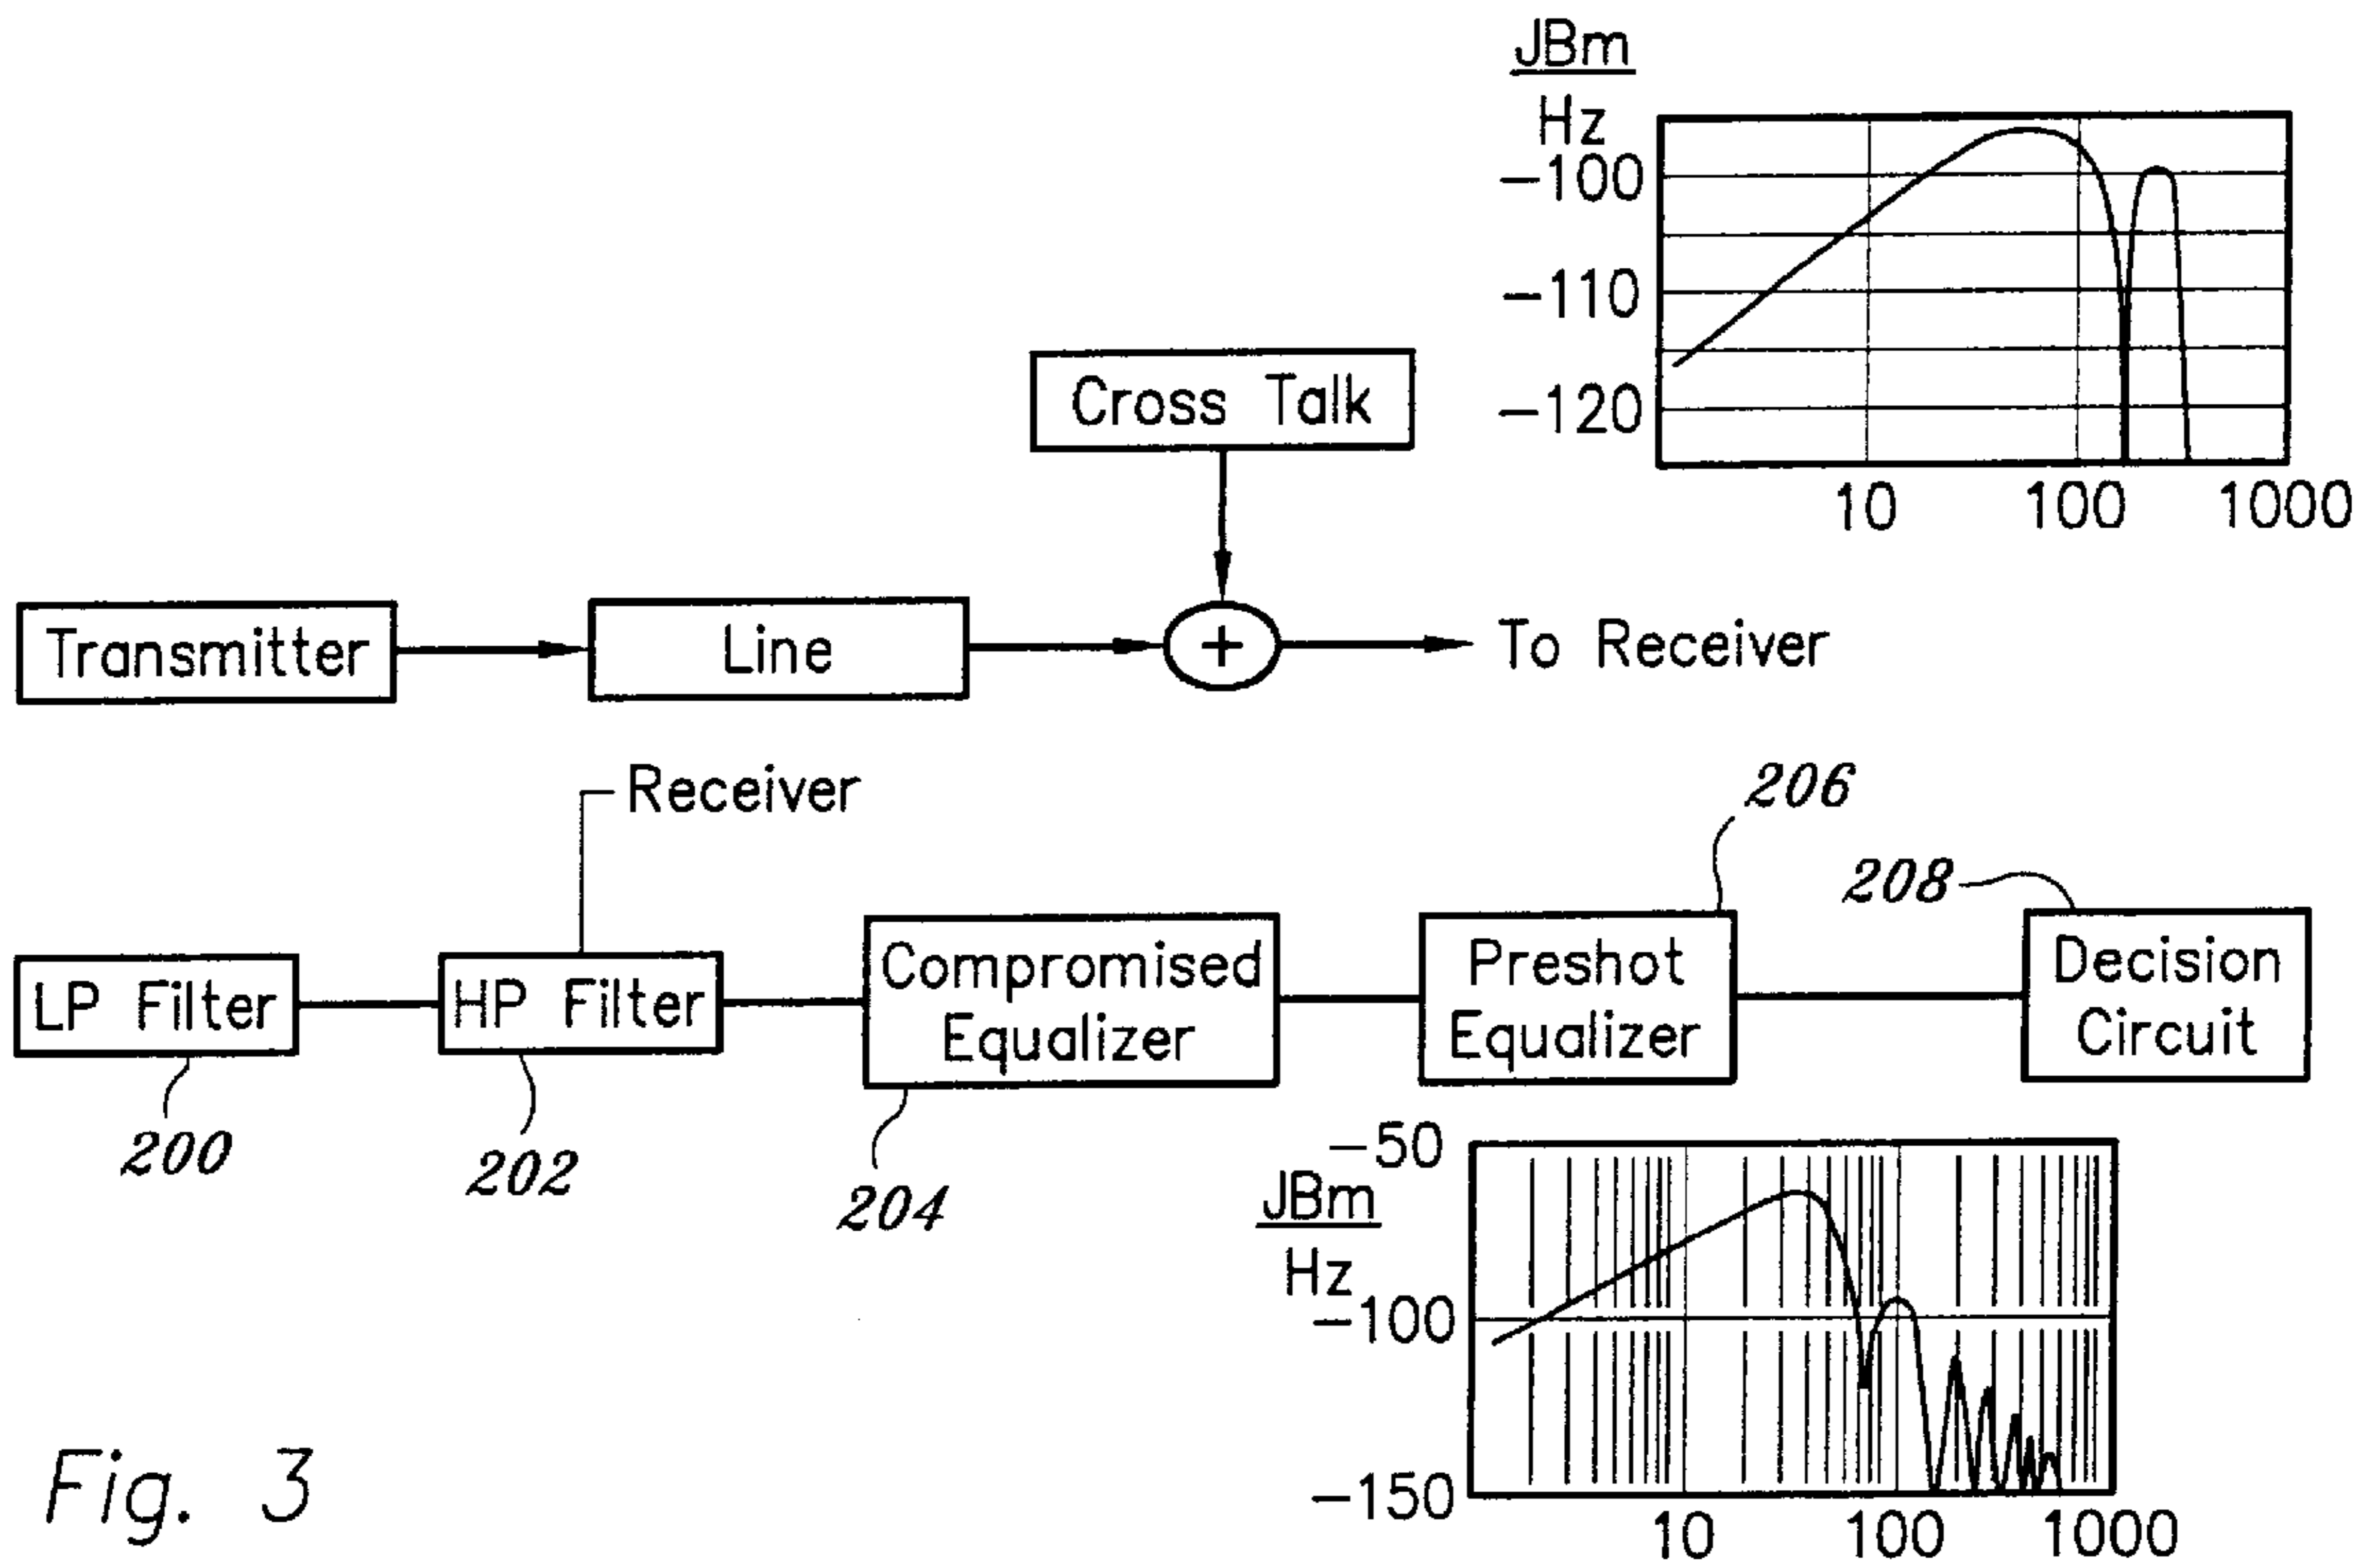 JBm
Hz
-100
-110
-120
10 100 1000
Cross Talk
Transmitter
Line
+
To Receiver
Receiver
206
208
LP Filter
HP Filter
Compromised
Equalizer
Preshot
Equalizer
Decision
Circuit
200
202
204
-50
JBm
Hz
-100
-150
10 100 1000
Fig. 3